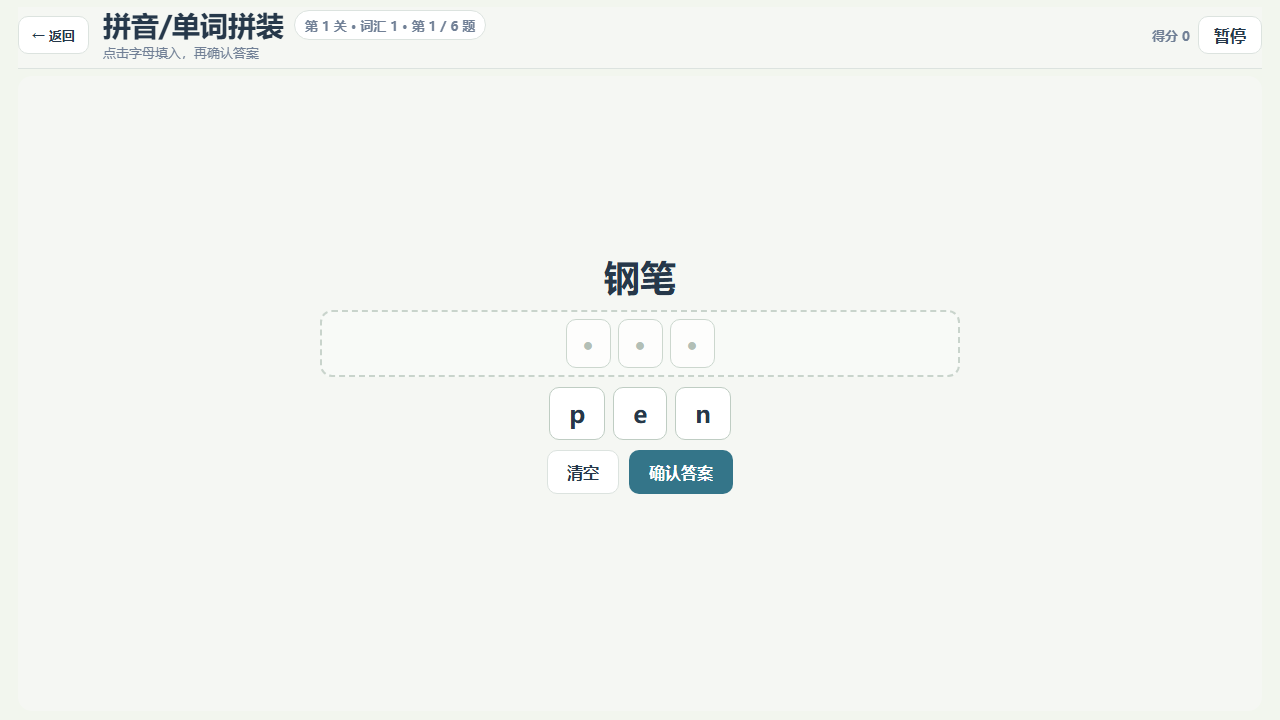 ← 返回
拼音/单词拼装
第 1 关 • 词汇 1 • 第 1 / 6 题
点击字母填入，再确认答案
得分 0
暂停
钢笔
• • •
p e n
清空
确认答案